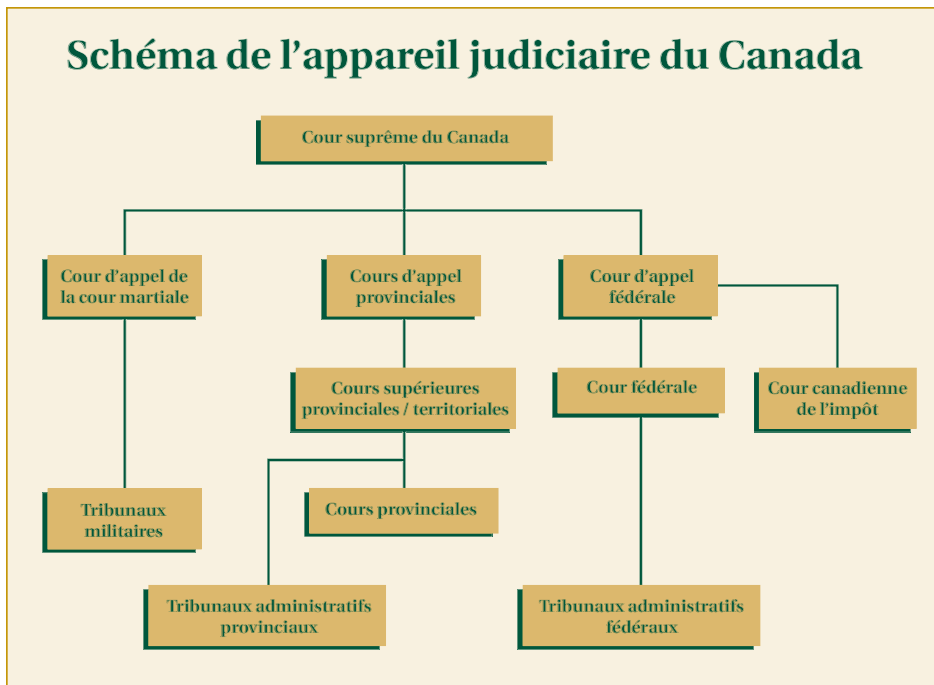 Schéma de l'appareil judiciaire du Canada
Cour suprême du Canada
Cour d'appel de
la cour martiale
Cours d'appel
provinciales
Cour d'appel
fédérale
Cours supérieures
provinciales / territoriales
Cour fédérale
Cour canadienne
de l'impôt
Tribunaux
militaires
Cours provinciales
Tribunaux administratifs
provinciaux
Tribunaux administratifs
fédéraux